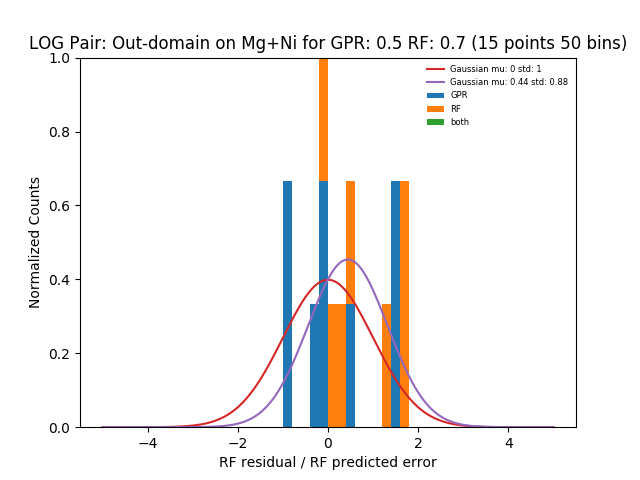 LOG Pair: Out-domain on Mg+Ni for GPR: 0.5 RF: 0.7 (15 points 50 bins)
Gaussian mu: 0 std: 1
Gaussian mu: 0.44 std: 0.88
GPR
RF
both
Normalized Counts
1.0
0.8
0.6
0.4
0.2
0.0
−4 −2 0 2 4
RF residual / RF predicted error